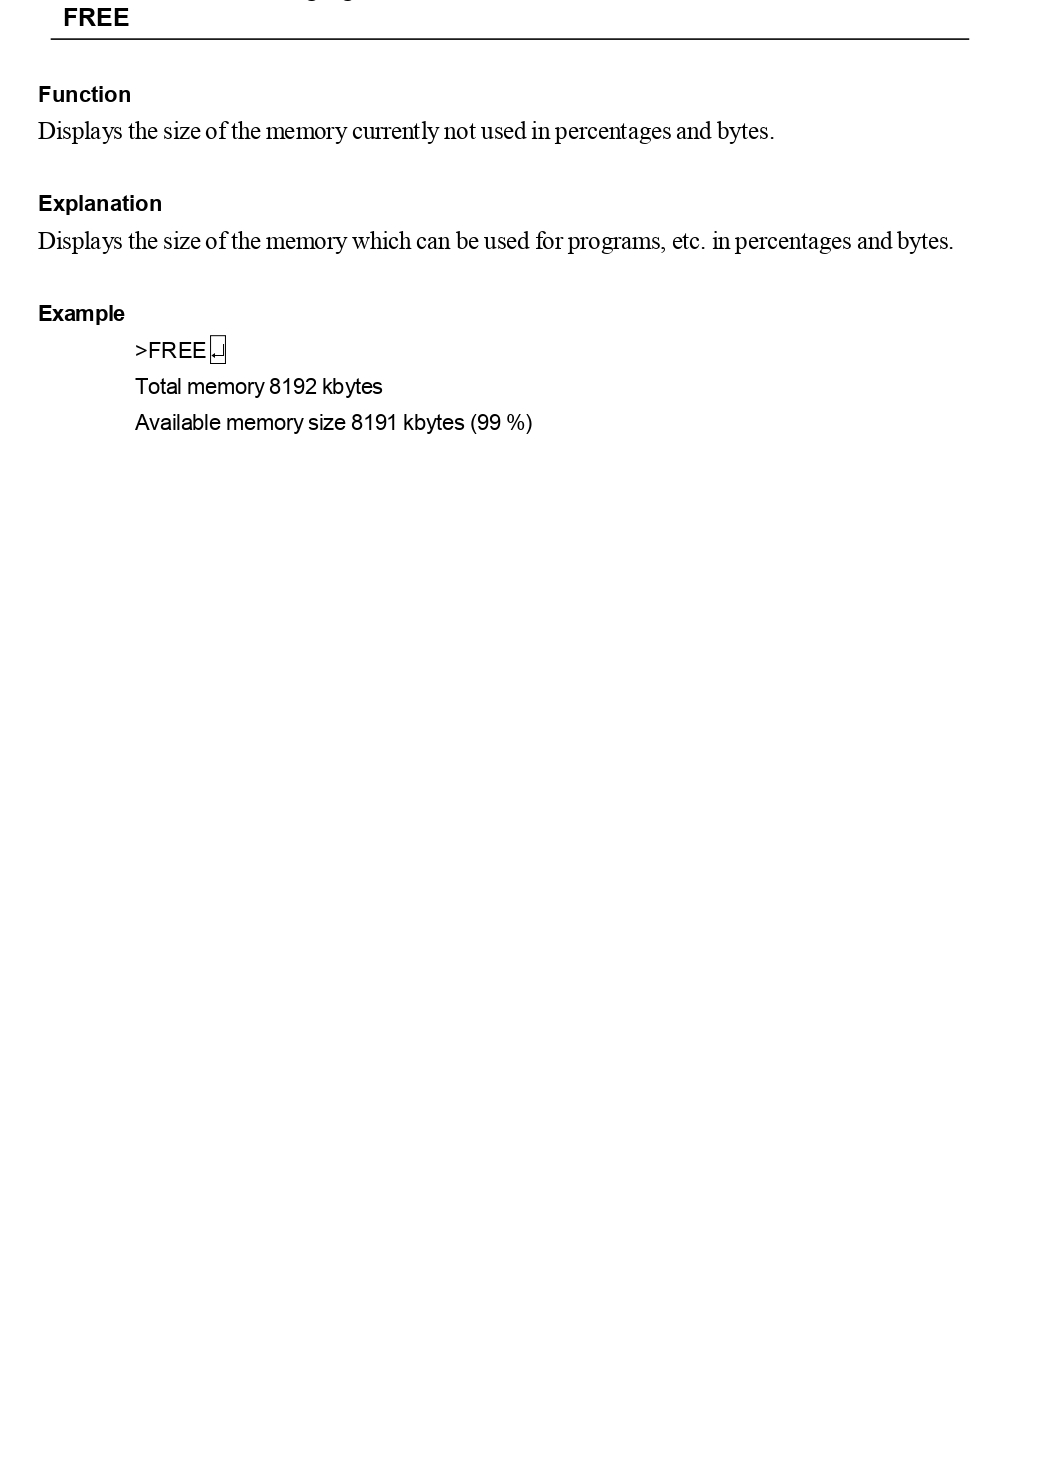 FREE
Function
Displays the size of the memory currently not used in percentages and bytes.
Explanation
Displays the size of the memory which can be used for programs, etc. in percentages and bytes.
Example
>FREE↵
Total memory 8192 kbytes
Available memory size 8191 kbytes (99 %)